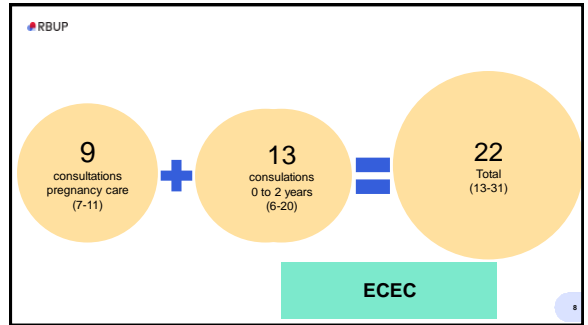 RBUP
9
consultations
pregnancy care
(7-11)
13
consulations
0 to 2 years
(6-20)
22
Total
(13-31)
ECEC
8